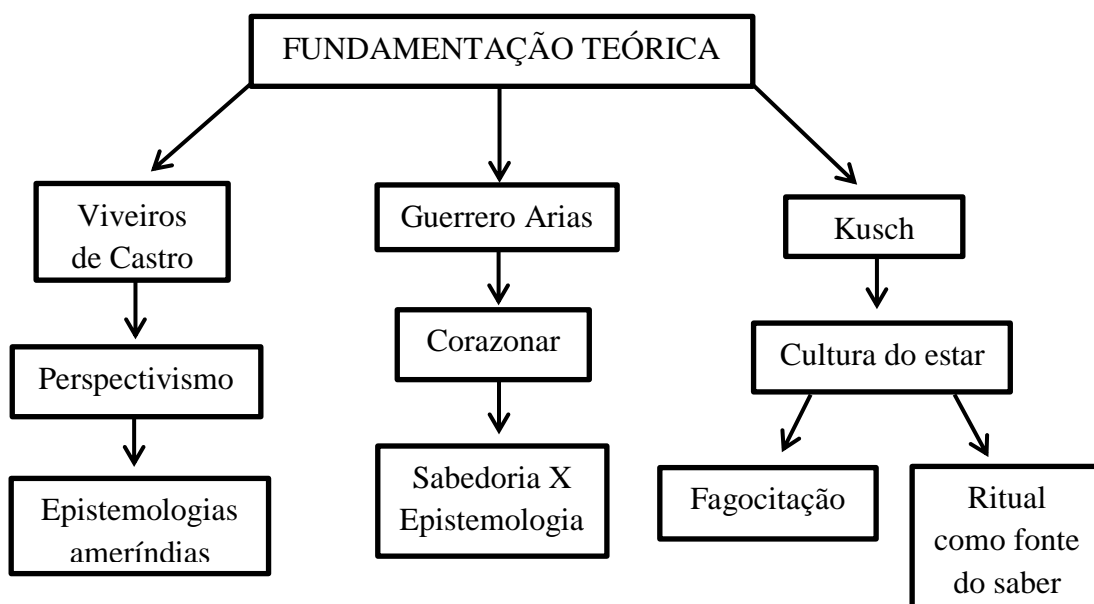 FUNDAMENTAÇÃO TEÓRICA
Viveiros
de Castro
Guerrero Arias
Kusch
Perspectivismo
Corazonar
Cultura do estar
Epistemologias
ameríndias
Sabedoria X
Epistemologia
Fagocitação
Ritual
como fonte
do saber